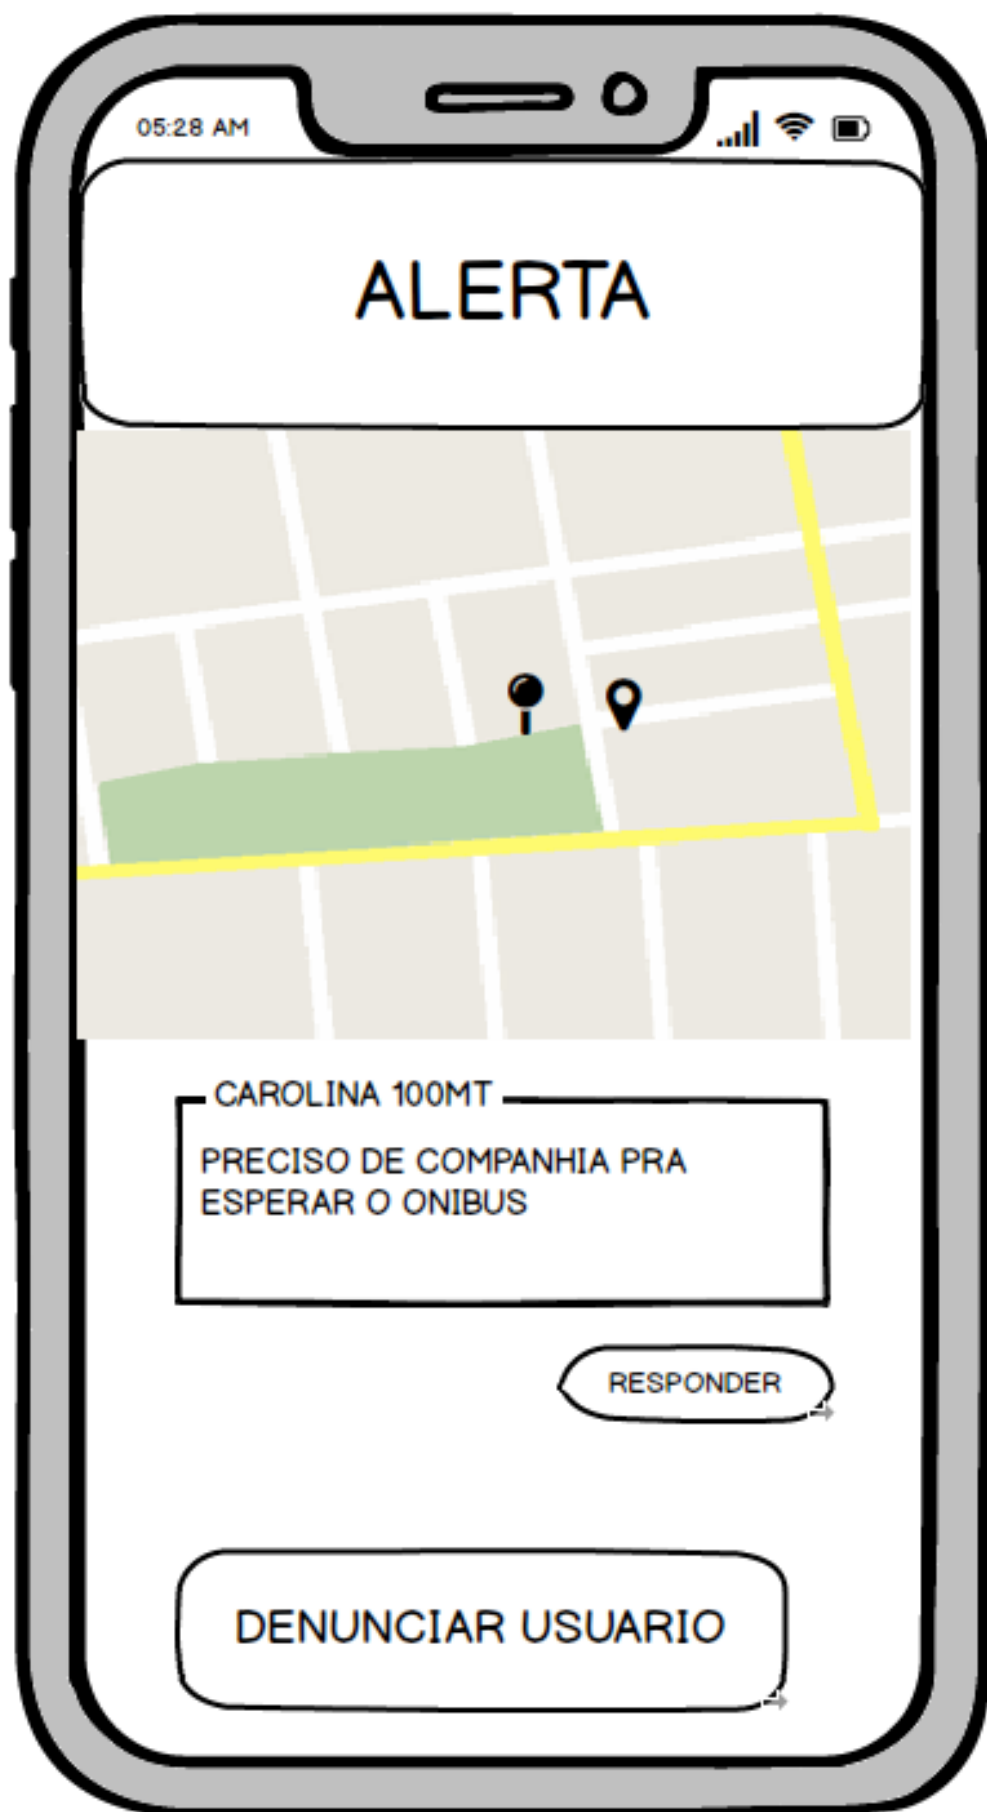 05:28 AM
ALERTA
CAROLINA 100MT
PRECISO DE COMPANHIA PRA
ESPERAR O ONIBUS
RESPONDER
DENUNCIAR USUARIO